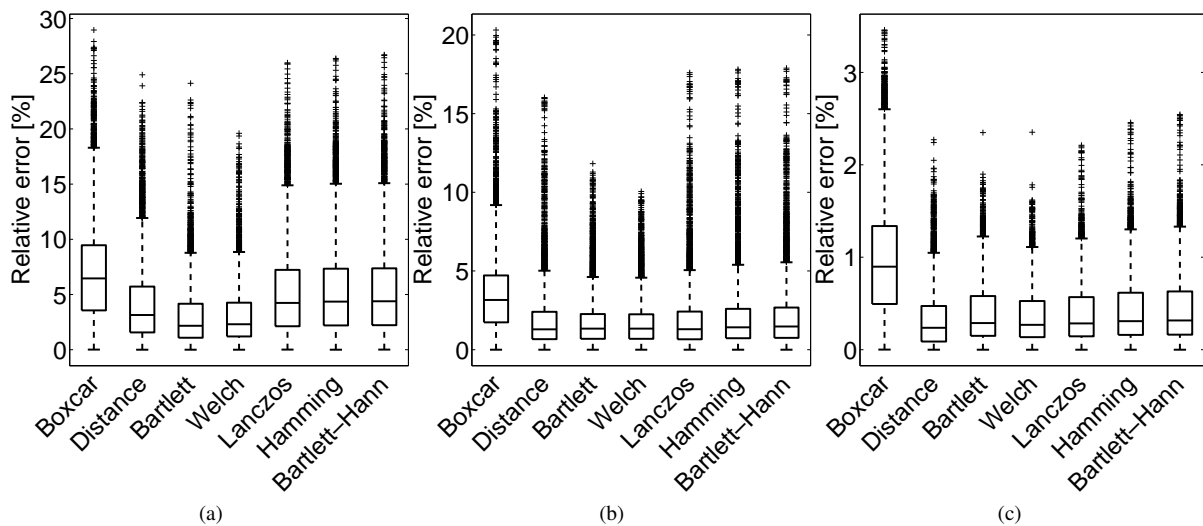 Relative error [%]
30
25
20
15
10
5
0
Boxcar
Distance
Bartlett
Welch
Lanczos
Hamming
Bartlett–Hann
(a)
Relative error [%]
20
15
10
5
0
Boxcar
Distance
Bartlett
Welch
Lanczos
Hamming
Bartlett–Hann
(b)
Relative error [%]
3
2
1
0
Boxcar
Distance
Bartlett
Welch
Lanczos
Hamming
Bartlett–Hann
(c)